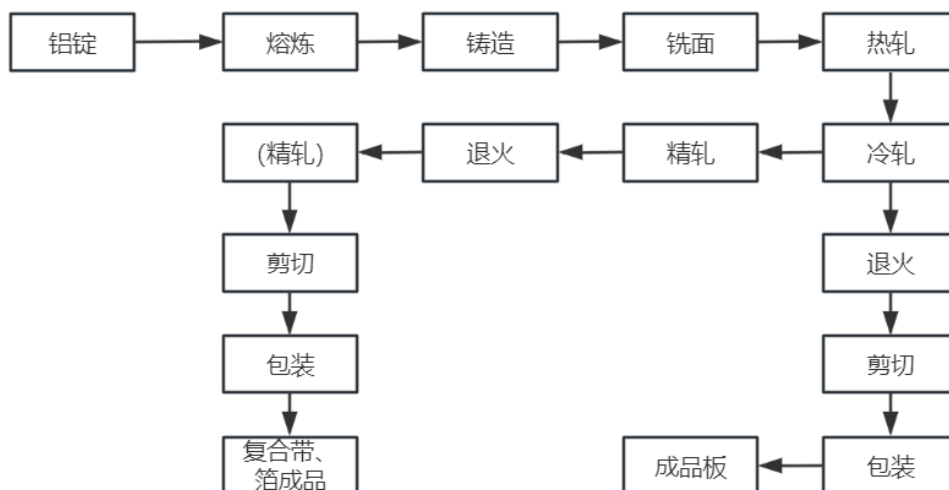 铝锭
熔炼
铸造
铣面
热轧
(精轧)
退火
精轧
冷轧
剪切
退火
包装
剪切
复合带、
箔成品
成品板
包装